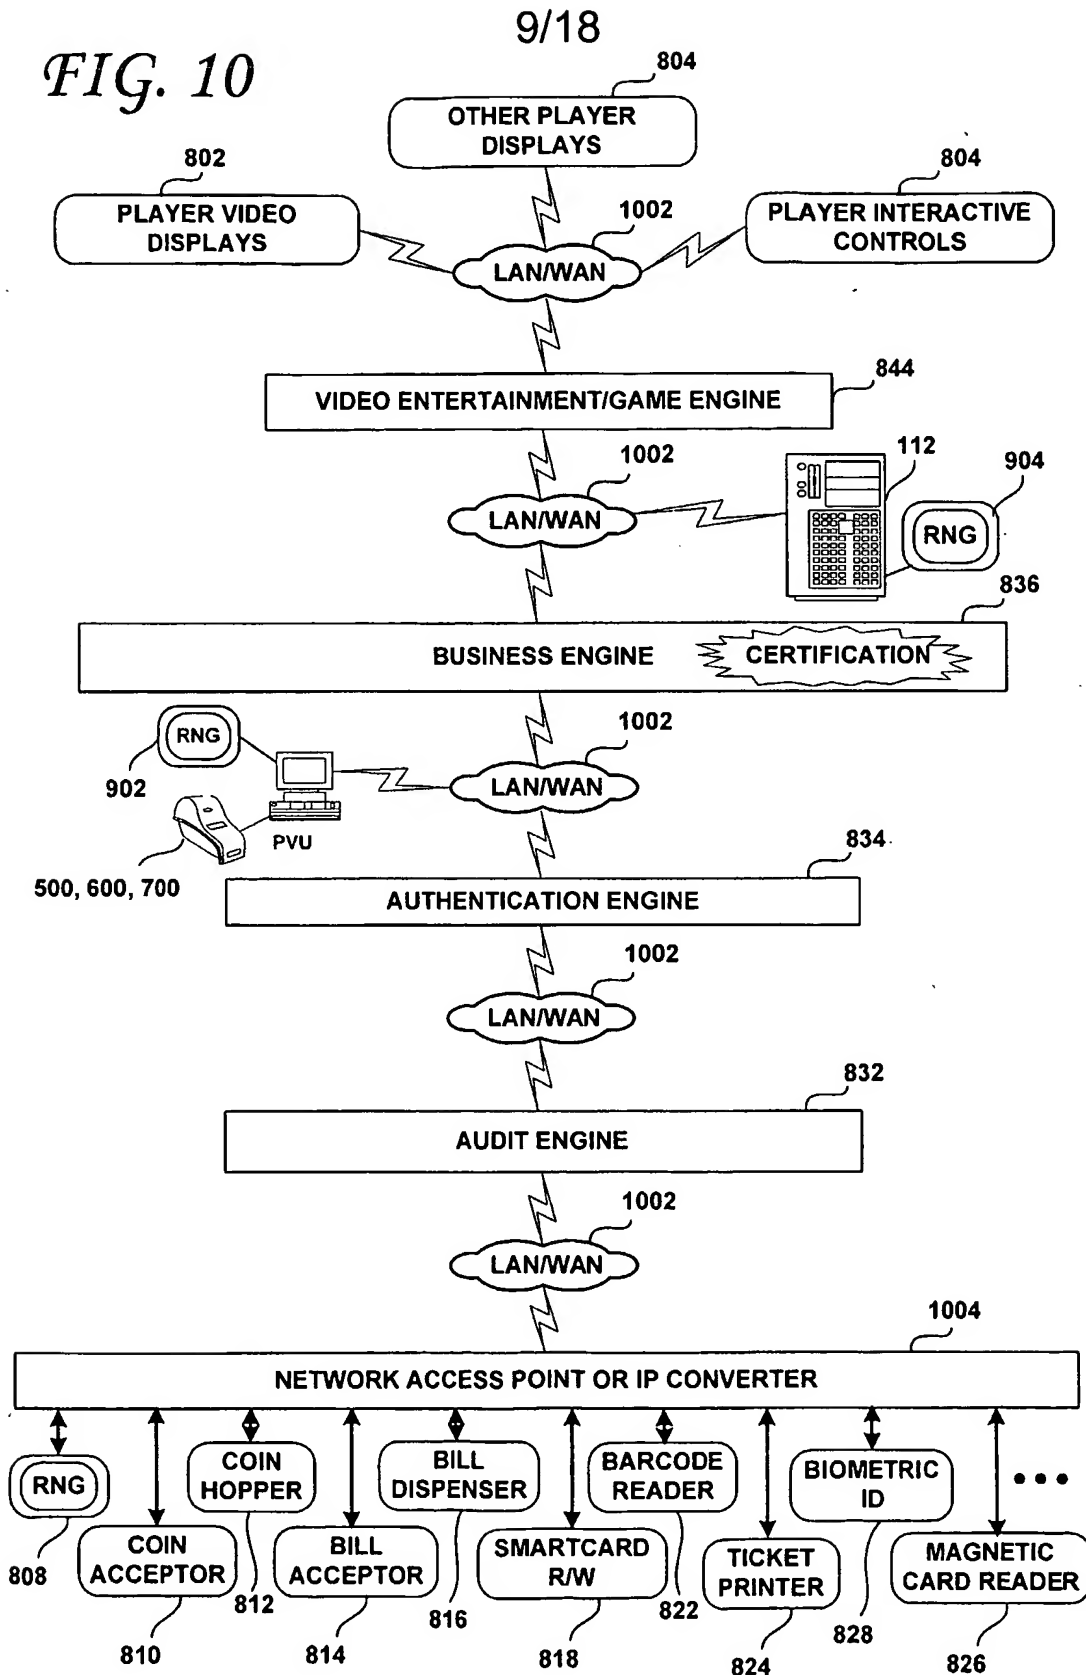 9/18
FIG. 10
804
OTHER PLAYER
DISPLAYS
802
PLAYER VIDEO
DISPLAYS
1002
LAN/WAN
804
PLAYER INTERACTIVE
CONTROLS
844
VIDEO ENTERTAINMENT/GAME ENGINE
1002
LAN/WAN
112
904
RNG
836
BUSINESS ENGINE
CERTIFICATION
RNG
902
1002
LAN/WAN
PVU
500, 600, 700
834
AUTHENTICATION ENGINE
1002
LAN/WAN
832
AUDIT ENGINE
1002
LAN/WAN
1004
NETWORK ACCESS POINT OR IP CONVERTER
RNG
808
COIN
ACCEPTOR
810
COIN
HOPPER
812
BILL
ACCEPTOR
814
BILL
DISPENSER
816
SMARTCARD
R/W
818
BARCODE
READER
822
TICKET
PRINTER
824
BIOMETRIC
ID
828
MAGNETIC
CARD READER
826